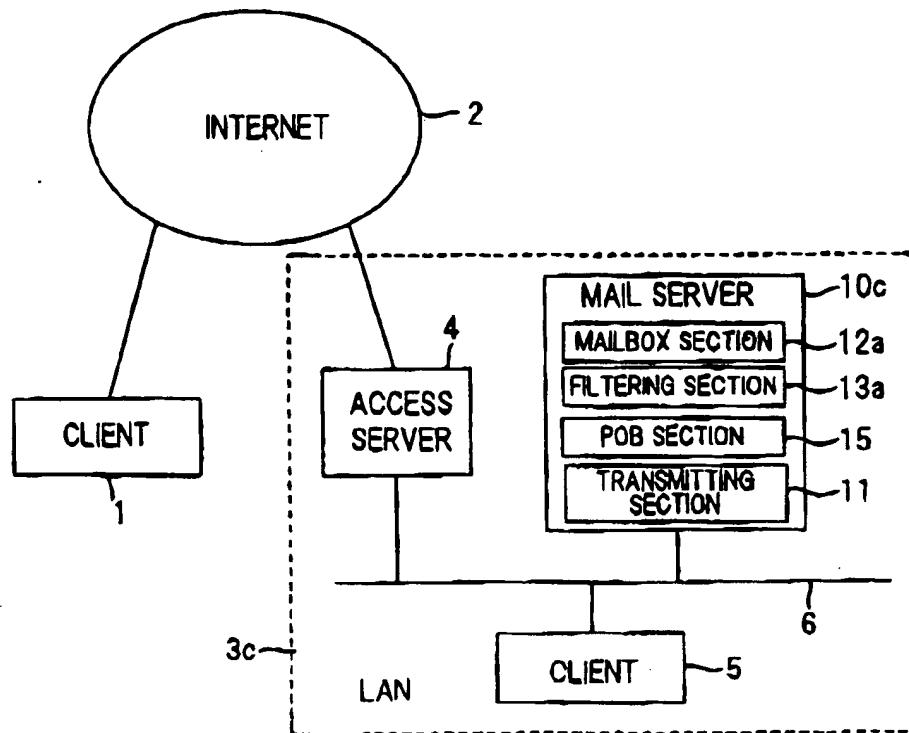 INTERNET
2
MAIL SERVER
10c
MAILBOX SECTION
12a
FILTERING SECTION
13a
POB SECTION
15
TRANSMITTING
SECTION
11
4
ACCESS
SERVER
CLIENT
1
6
3c
LAN
CLIENT
5